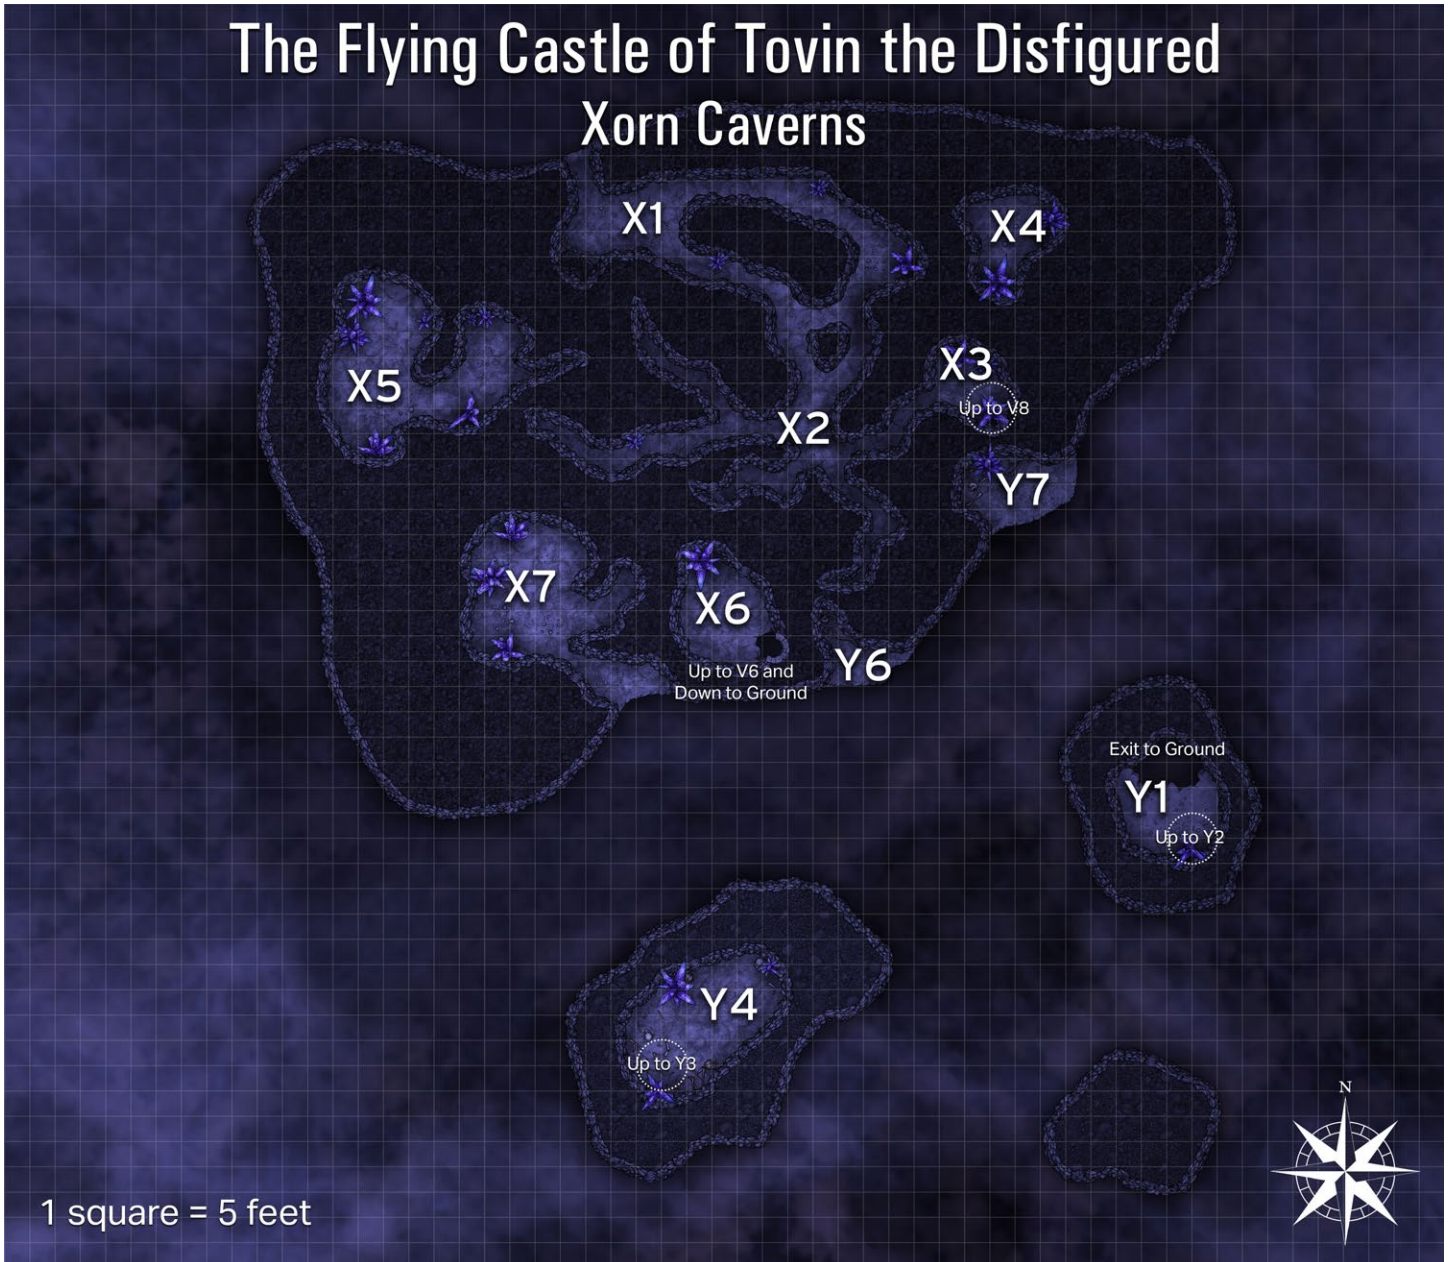 The Flying Castle of Tovin the Disfigured
Xorn Caverns
X1
X4
X3
X5
Up to V8
X2
Y7
X7
X6
Y6
Up to V6 and
Down to Ground
Exit to Ground
Y1
Up to Y2
Y4
Up to Y3
N
1 square = 5 feet